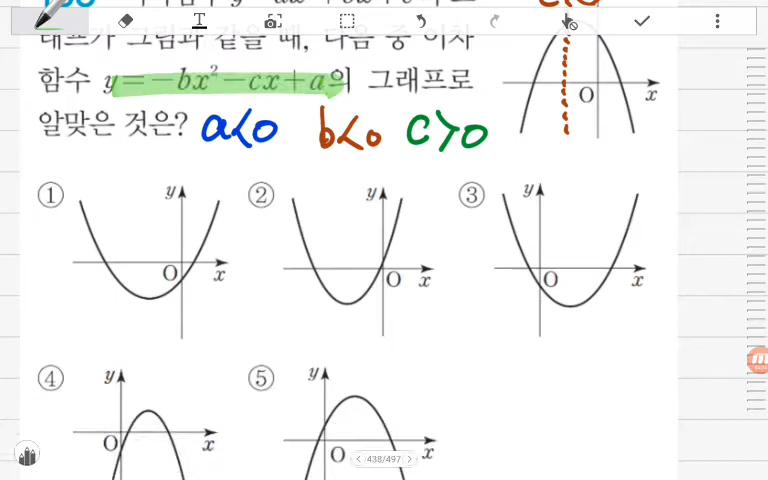 래프가 그림과 같을 때, 다음 중 이차
함수 y=-bx²-cx+a의 그래프로
알맞은 것은? a<0 b<0 c>0
O x
① y O x
② y O x
③ y O x
④ y O x
⑤ y O x
438/497